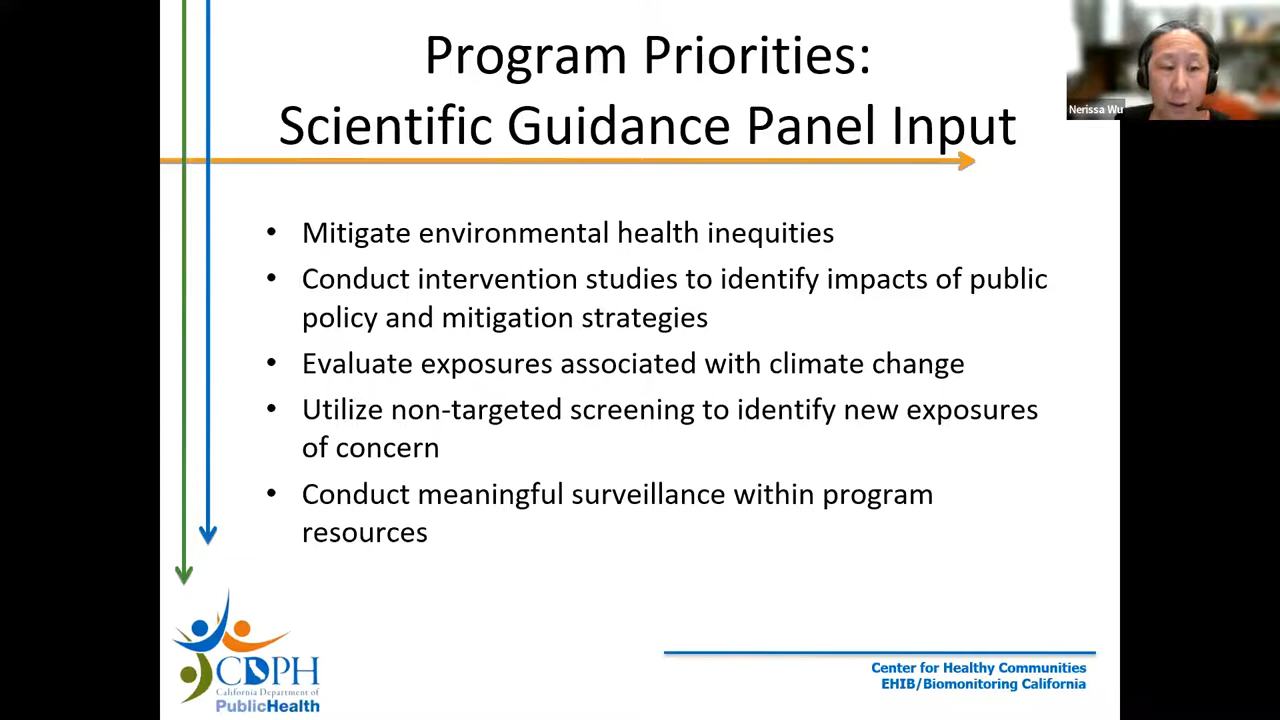 Program Priorities:
Scientific Guidance Panel Input
Nerissa Wu
• Mitigate environmental health inequities
• Conduct intervention studies to identify impacts of public
policy and mitigation strategies
• Evaluate exposures associated with climate change
• Utilize non-targeted screening to identify new exposures
of concern
• Conduct meaningful surveillance within program
resources
CDPH
California Department of
PublicHealth
Center for Healthy Communities
EHIB/Biomonitoring California